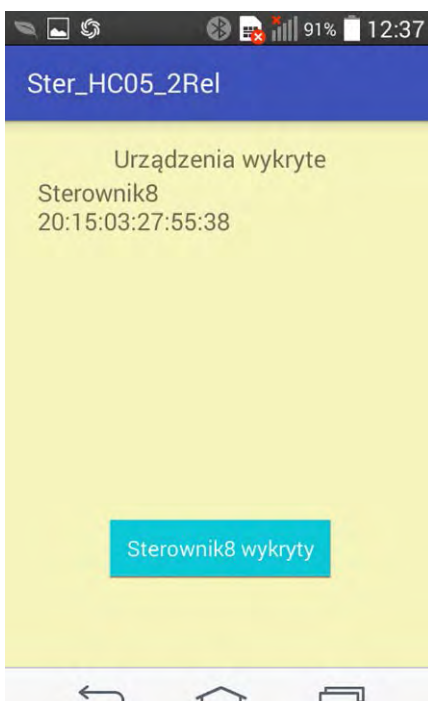 91% 12:37
Ster_HC05_2Rel
Urządzenia wykryte
Sterownik8
20:15:03:27:55:38
Sterownik8 wykryty